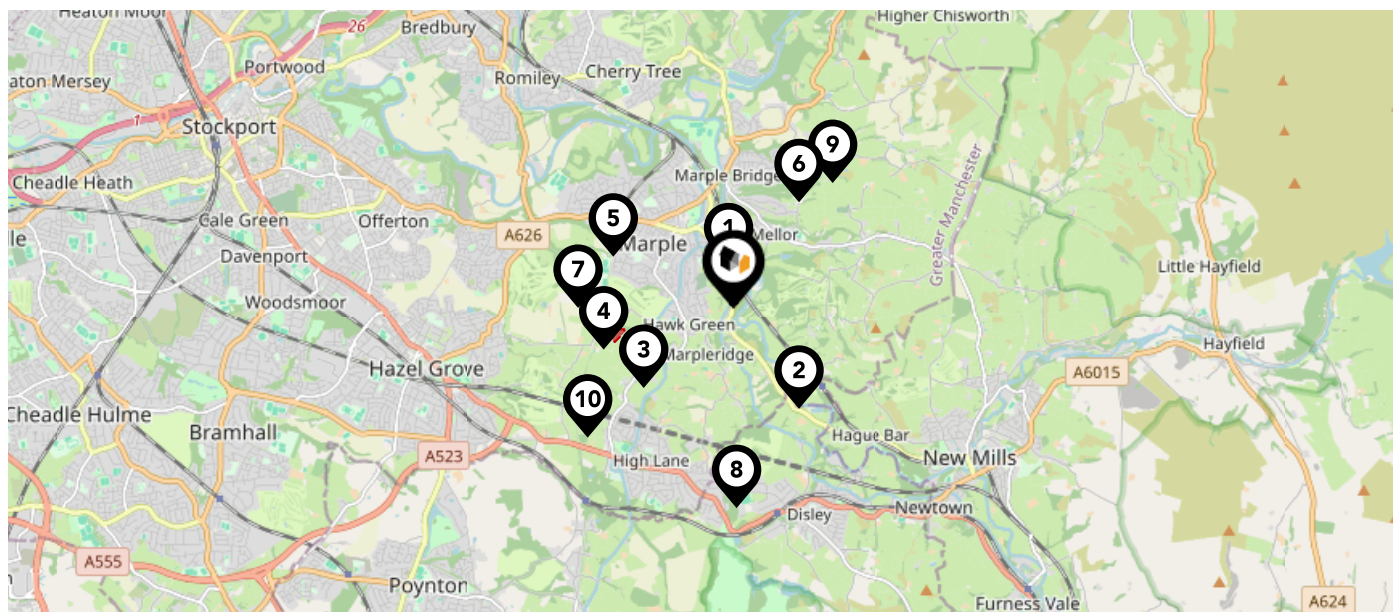 Heaton Moor
26
Bredbury
Higher Chisworth
Portwood
Romiley
Cherry Tree
aton Mersey
1
Stockport
9
6
Marple Bridge
Cheadle Heath
Greater Manchester
Cale Green
Offerton
5
1
A626
Marple
Mellor
le
Davenport
7
Little Hayfield
Woodsmoor
4
Hawk Green
3
Marpleridge
Hayfield
Hazel Grove
2
A6015
10
Cheadle Hulme
Bramhall
Hague Bar
A523
High Lane
8
New Mills
Newtown
Disley
A555
Poynton
Furness Vale
A624